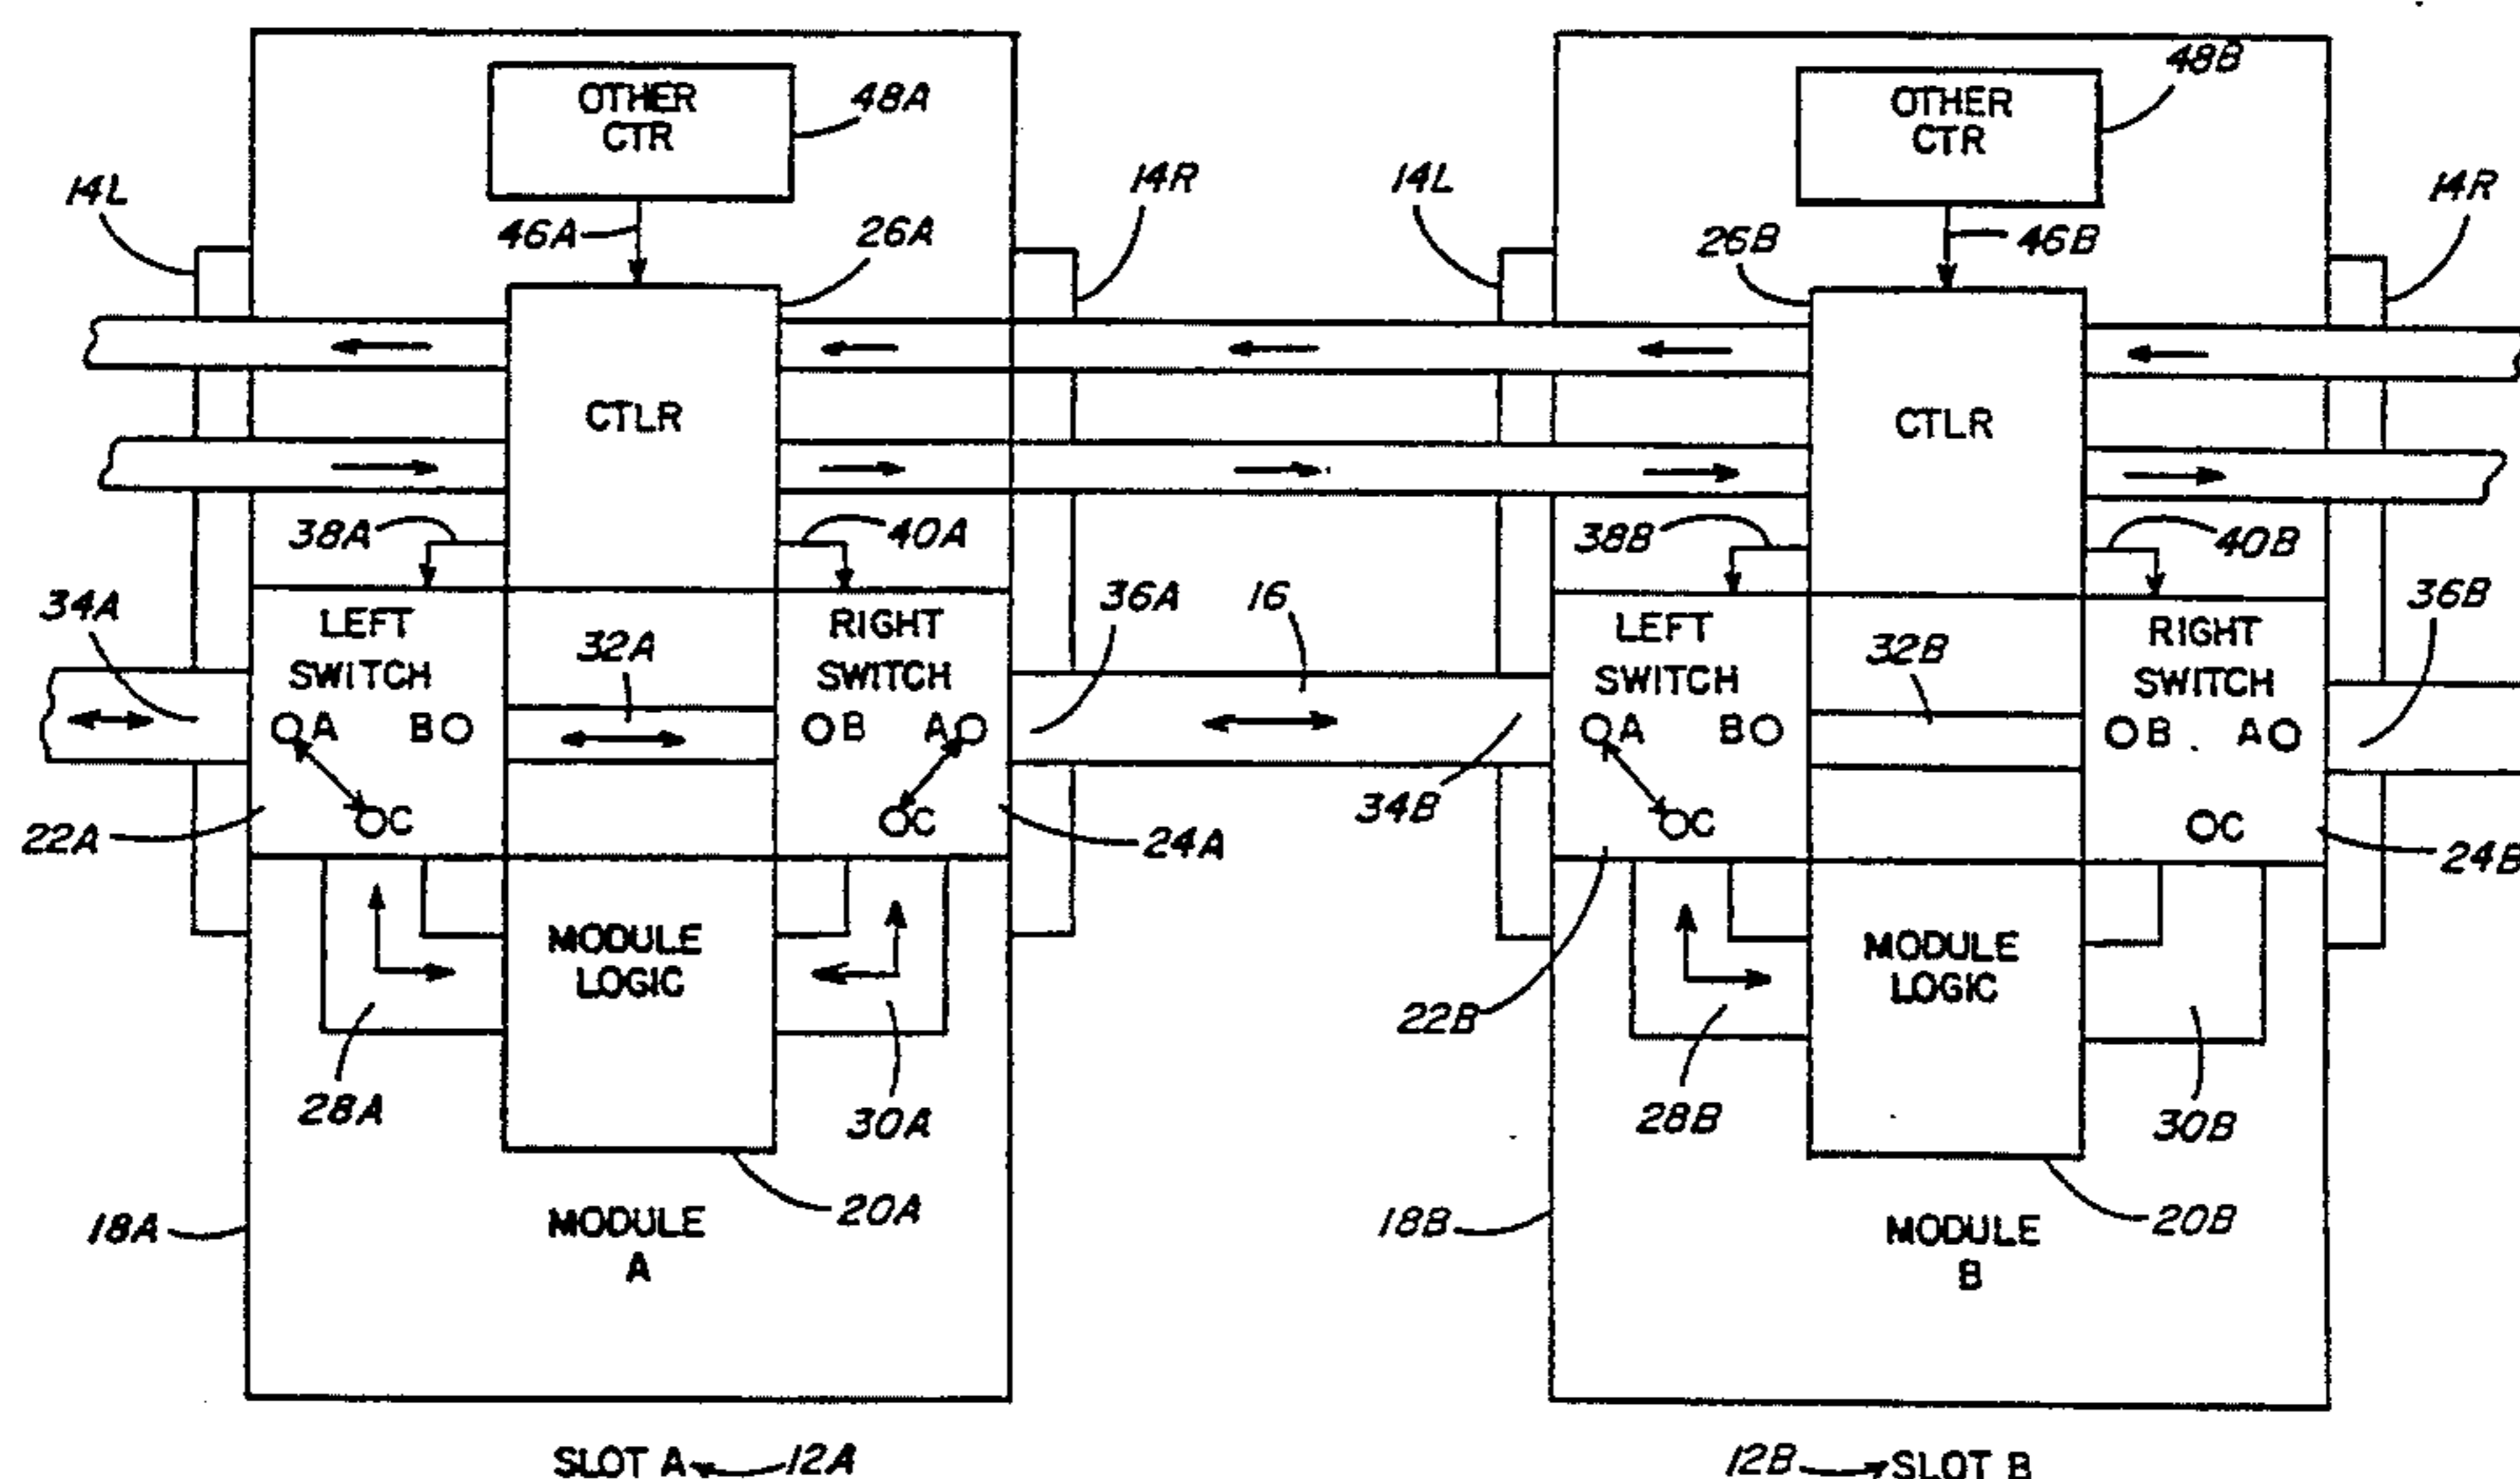 OTHER
CTR
48A
OTHER
CTR
48B
14L
14R
14L
14R
46A
26A
26B
46B
CTLR
CTLR
38A
40A
38B
40B
34A
LEFT
SWITCH
32A
RIGHT
SWITCH
36A
16
LEFT
SWITCH
32B
RIGHT
SWITCH
36B
A B
B A
A B
B A
34B
22A
C
C
24A
C
C
24B
MODULE
LOGIC
MODULE
LOGIC
22B
28A
30A
28B
30B
18A
20A
18B
20B
MODULE
A
MODULE
B
SLOT A 12A
12B SLOT B